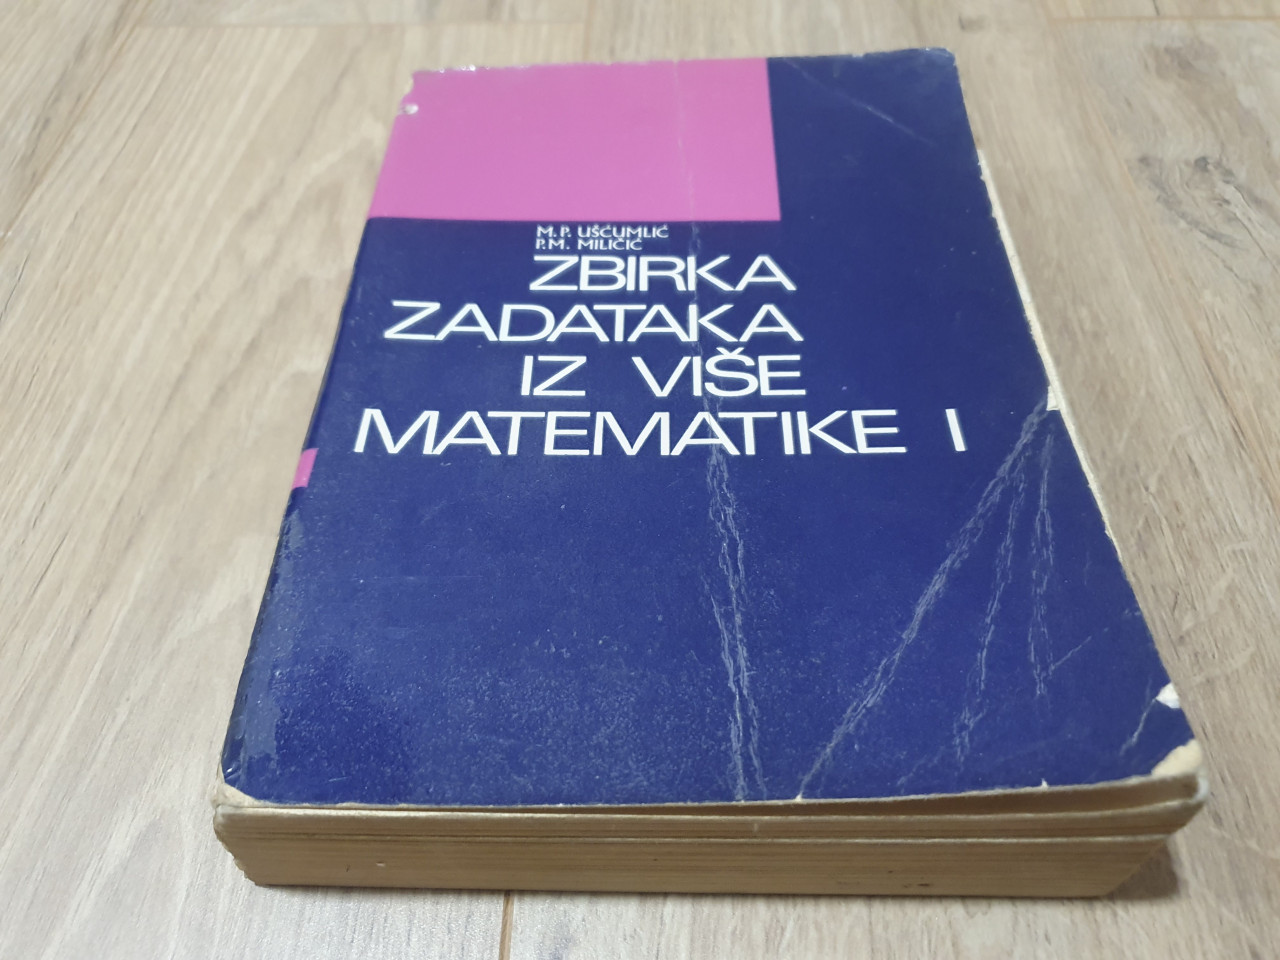 M.P. UŠĆUMLIĆ
P.M. MILIČIĆ
ZBIRKA
ZADATAKA
IZ VIŠE
MATEMATIKE I